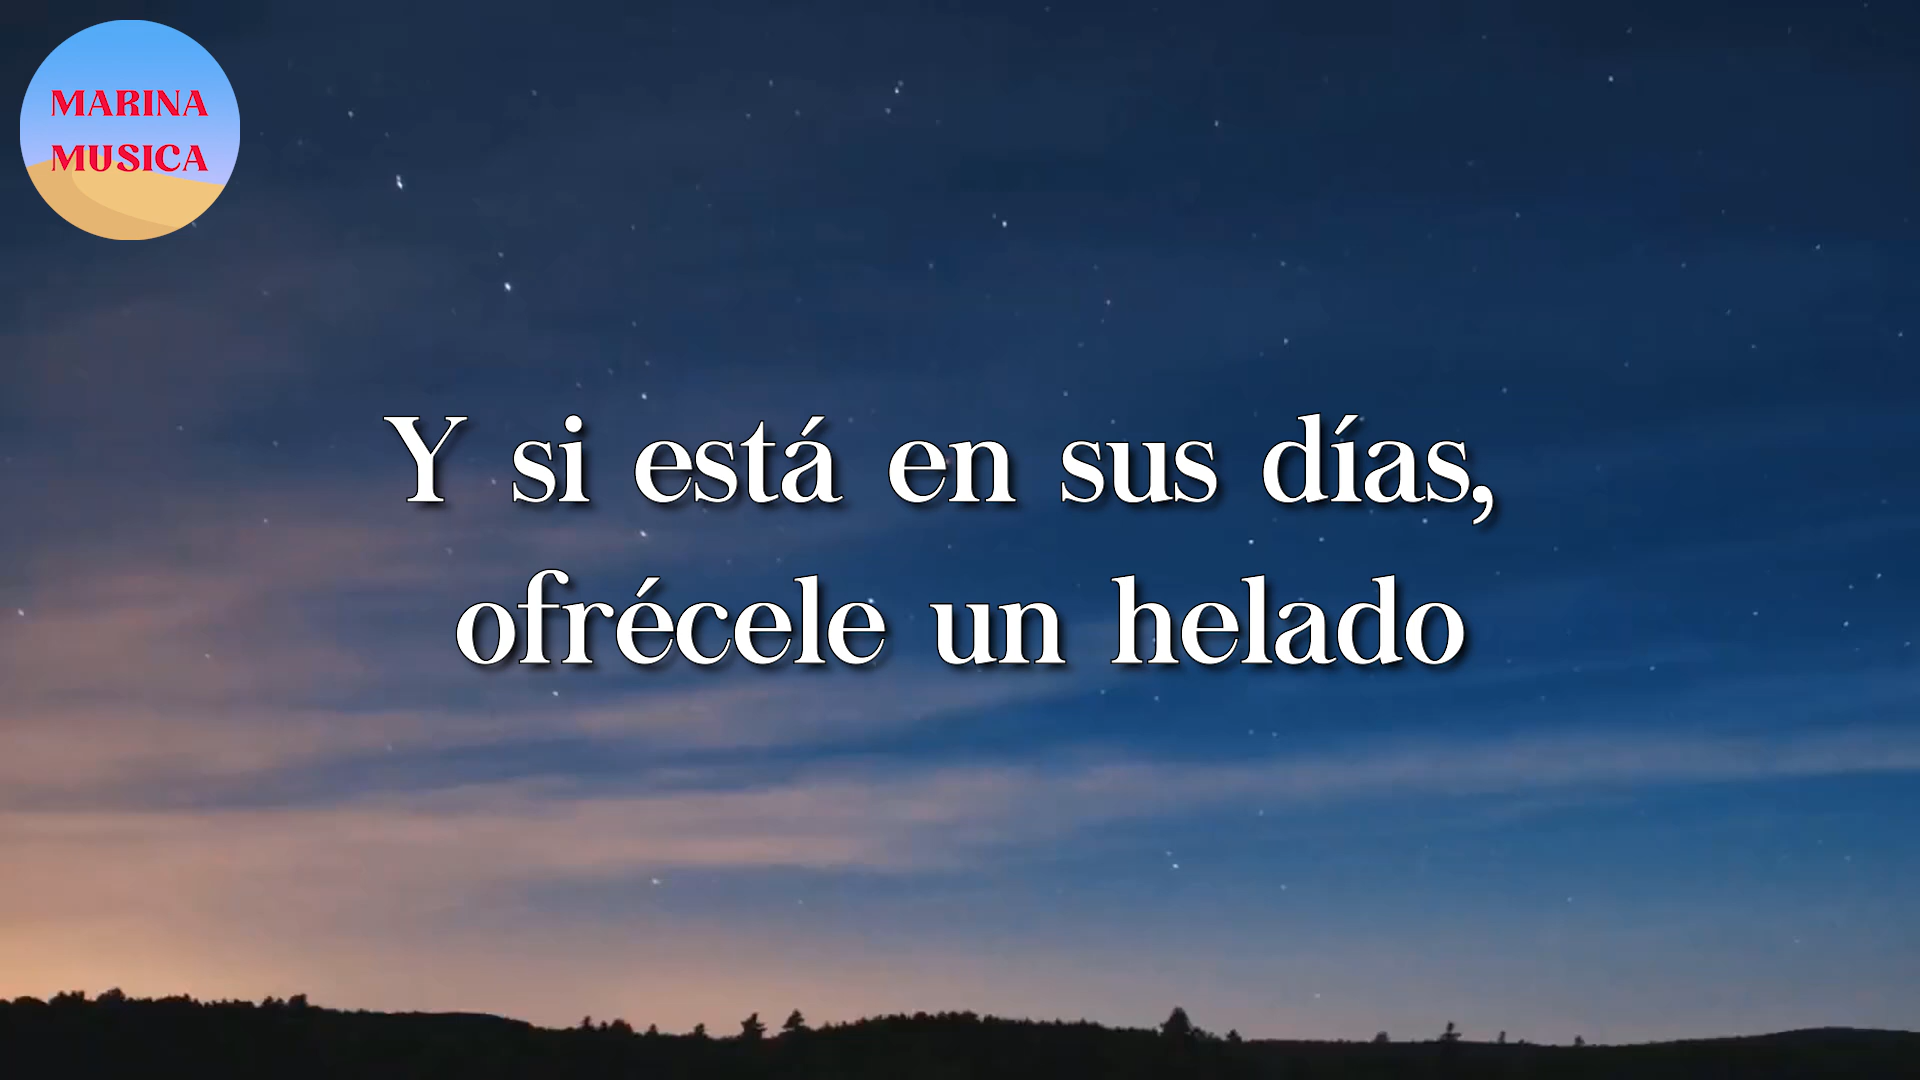 MARINA
MUSICA
Y si está en sus días,
ofrécele un helado